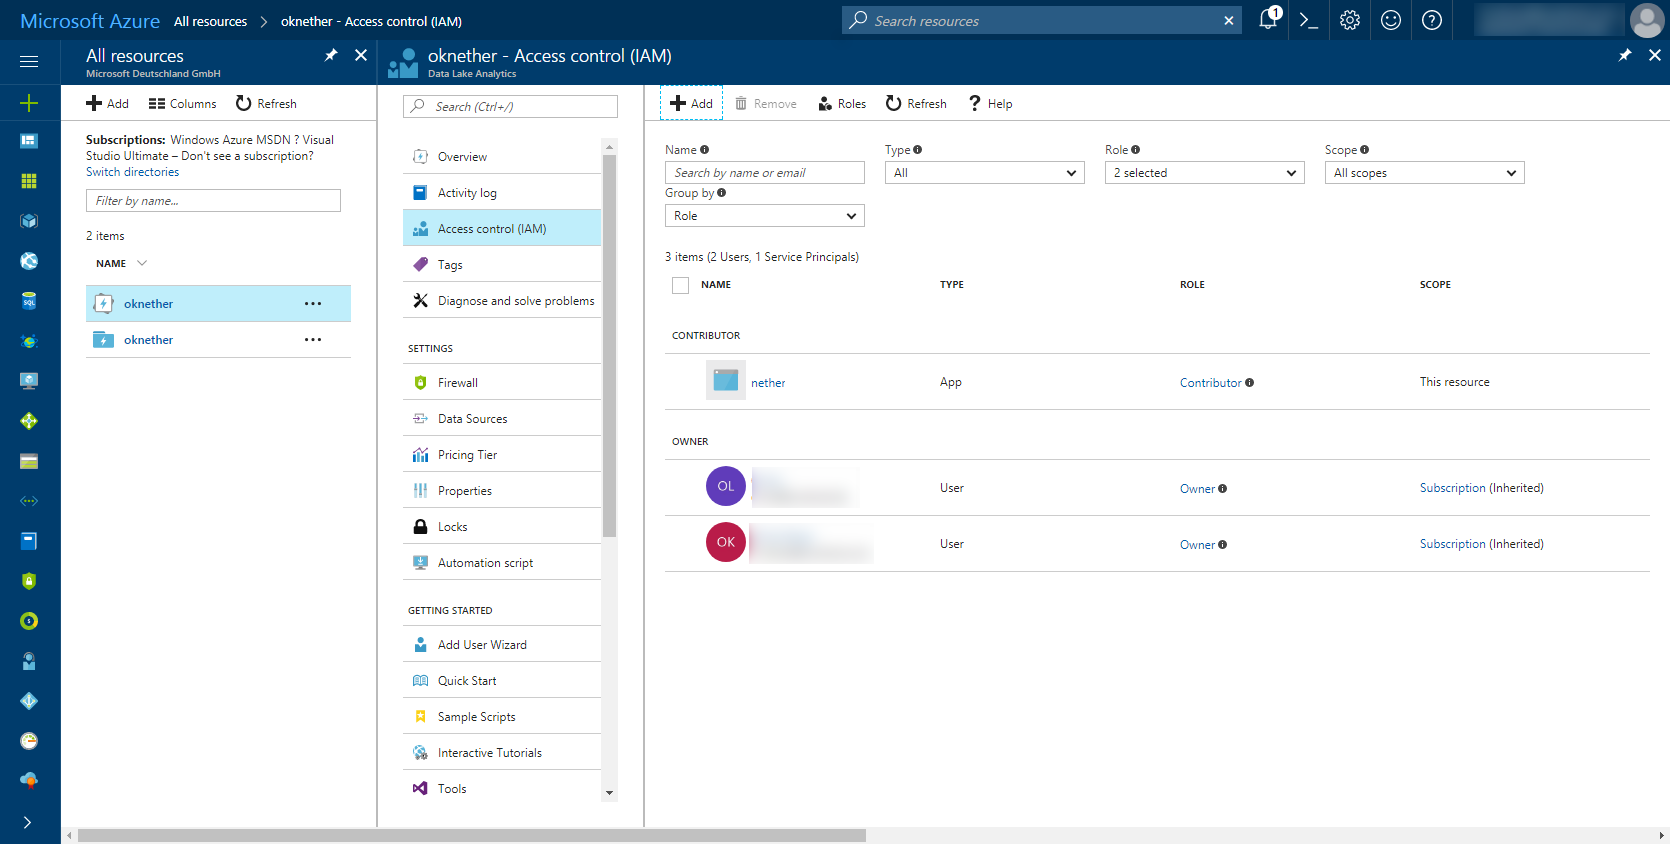 Microsoft Azure All resources > oknether - Access control (IAM)
Search resources
1
All resources
Microsoft Deutschland GmbH
Add Columns Refresh
Subscriptions: Windows Azure MSDN ? Visual
Studio Ultimate – Don't see a subscription?
Switch directories
Filter by name...
2 items
NAME
oknether
oknether
oknether - Access control (IAM)
Data Lake Analytics
Search (Ctrl+/)
Overview
Activity log
Access control (IAM)
Tags
Diagnose and solve problems
SETTINGS
Firewall
Data Sources
Pricing Tier
Properties
Locks
Automation script
GETTING STARTED
Add User Wizard
Quick Start
Sample Scripts
Interactive Tutorials
Tools
Add Remove Roles Refresh Help
Name Type Role Scope
Search by name or email All 2 selected All scopes
Group by
Role
3 items (2 Users, 1 Service Principals)
NAME TYPE ROLE SCOPE
CONTRIBUTOR
nether App Contributor This resource
OWNER
OL User Owner Subscription (Inherited)
OK User Owner Subscription (Inherited)